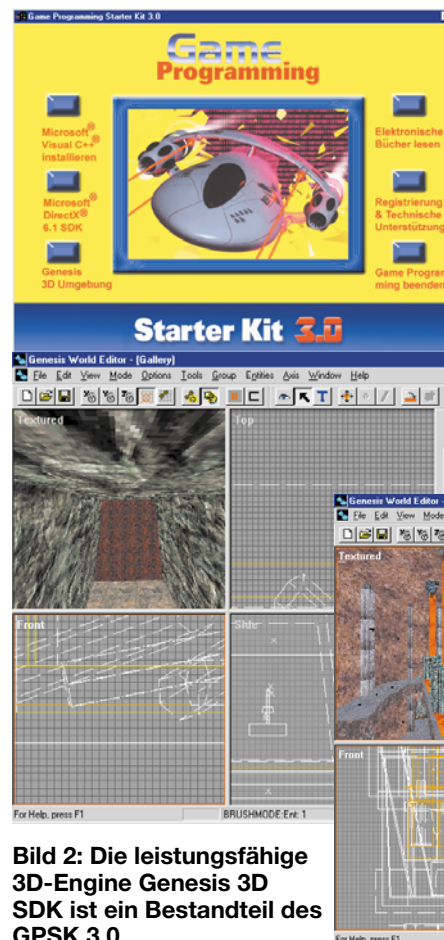 Game Programming Starter Kit 3.0
Game
Programming
Microsoft®
Visual C++®
installieren
Microsoft®
DirectX®
6.1 SDK
Genesis
3D Umgebung
Elektronische
Bücher lesen
Registrierung
& Technische
Unterstützung
Game Program
ming beenden
Starter Kit 3.0
Genesis World Editor - [Gallery]
File Edit View Mode Options Tools Group Entities Axis Window Help
Textured
Top
Front
Side
For Help, press F1
BRUSHMODE:Ent: 1
Genesis World Editor -
File Edit View Mode
Textured
Front
For Help, press F1
Bild 2: Die leistungsfähige
3D-Engine Genesis 3D
SDK ist ein Bestandteil des
GPSK 3.0